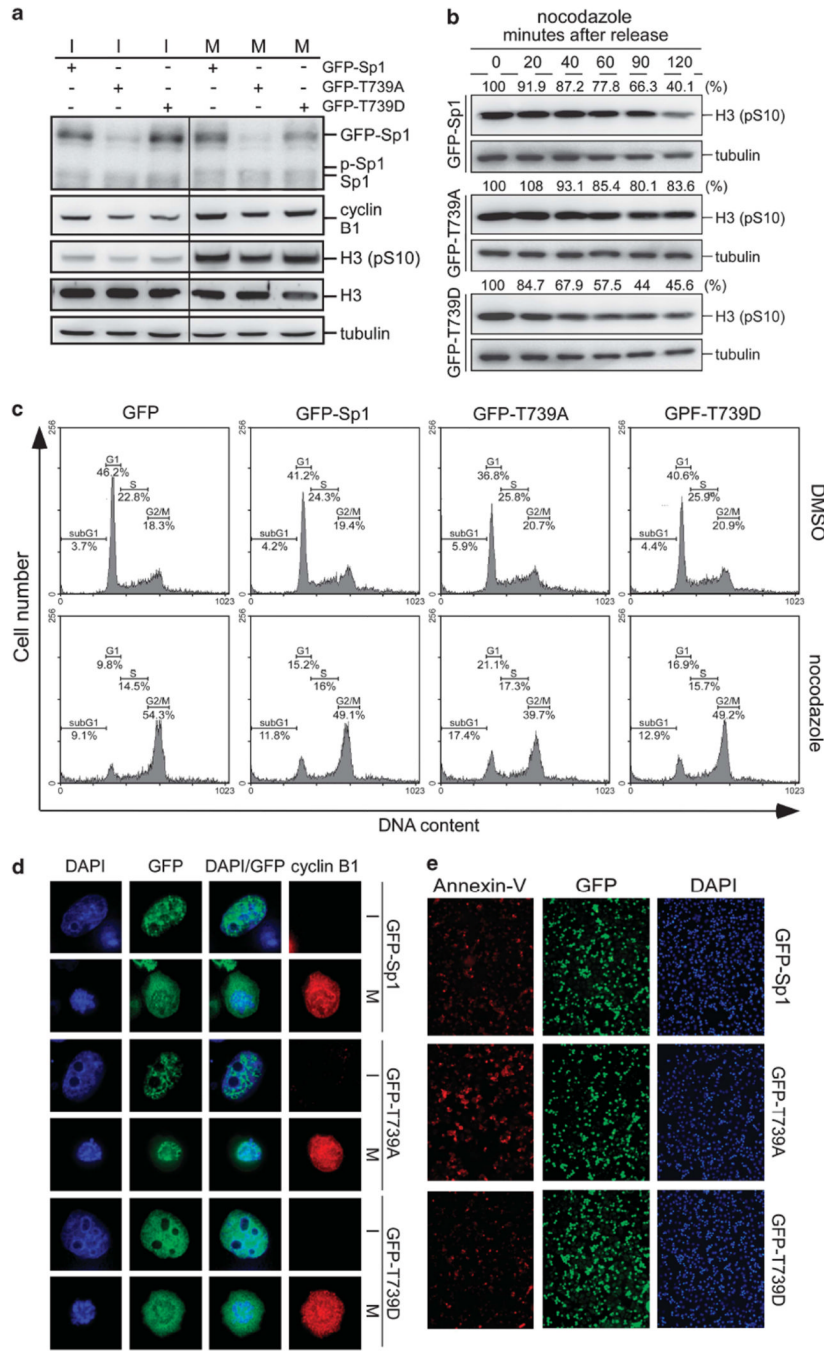 a
I I I M M M
+ - - + - - GFP-Sp1
- + - - + - GFP-T739A
- - + - - + GFP-T739D
GFP-Sp1
p-Sp1
Sp1
cyclin
B1
H3 (pS10)
H3
tubulin
b
nocodazole
minutes after release
0 20 40 60 90 120
100 91.9 87.2 77.8 66.3 40.1 (%)
GFP-Sp1
H3 (pS10)
tubulin
100 108 93.1 85.4 80.1 83.6 (%)
GFP-T739A
H3 (pS10)
tubulin
100 84.7 67.9 57.5 44 45.6 (%)
GFP-T739D
H3 (pS10)
tubulin
c
GFP GFP-Sp1 GFP-T739A GPF-T739D
256
G1
46.2%
S
22.8%
G2/M
18.3%
subG1
3.7%
0 1023
256
G1
41.2%
S
24.3%
G2/M
19.4%
subG1
4.2%
0 1023
256
G1
36.8%
S
25.8%
G2/M
20.7%
subG1
5.9%
0 1023
256
G1
40.6%
S
25.9%
G2/M
20.9%
subG1
4.4%
0 1023
DMSO
Cell number
256
G1
9.8%
S
14.5%
G2/M
54.3%
subG1
9.1%
0 1023
256
G1
15.2%
S
16%
G2/M
49.1%
subG1
11.8%
0 1023
256
G1
21.1%
S
17.3%
G2/M
39.7%
subG1
17.4%
0 1023
256
G1
16.9%
S
15.7%
G2/M
49.2%
subG1
12.9%
0 1023
nocodazole
DNA content
d
DAPI GFP DAPI/GFP cyclin B1
I
M
GFP-Sp1
I
M
GFP-T739A
I
M
GFP-T739D
e
Annexin-V GFP DAPI
GFP-Sp1
GFP-T739A
GFP-T739D